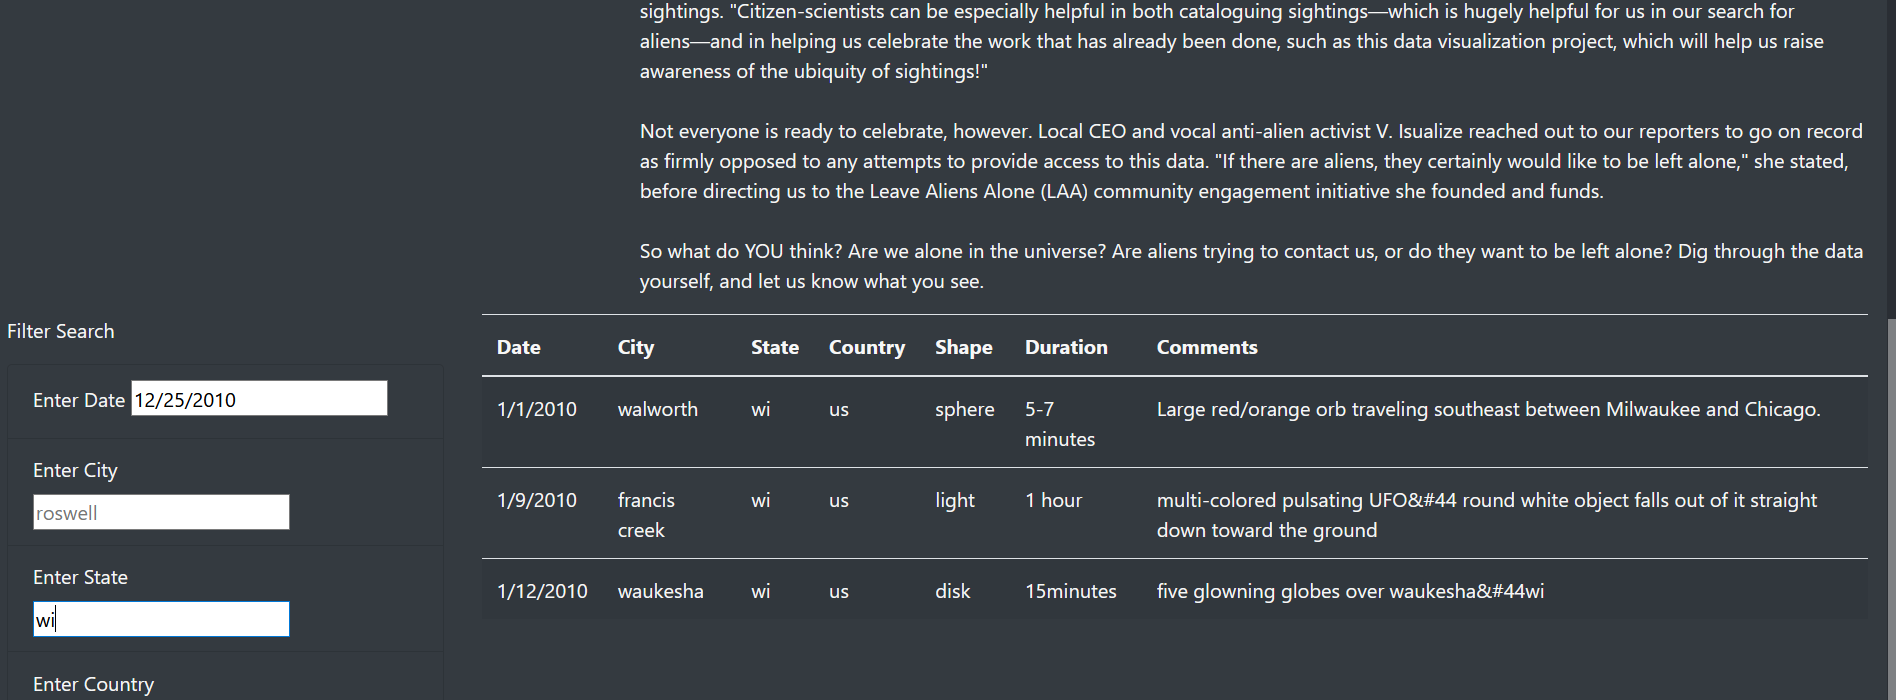 sightings. "Citizen-scientists can be especially helpful in both cataloguing sightings—which is hugely helpful for us in our search for
aliens—and in helping us celebrate the work that has already been done, such as this data visualization project, which will help us raise
awareness of the ubiquity of sightings!"
Not everyone is ready to celebrate, however. Local CEO and vocal anti-alien activist V. Isualize reached out to our reporters to go on record
as firmly opposed to any attempts to provide access to this data. "If there are aliens, they certainly would like to be left alone," she stated,
before directing us to the Leave Aliens Alone (LAA) community engagement initiative she founded and funds.
So what do YOU think? Are we alone in the universe? Are aliens trying to contact us, or do they want to be left alone? Dig through the data
yourself, and let us know what you see.
Filter Search
Enter Date 12/25/2010
Enter City
roswell
Enter State
wi
Enter Country
Date City State Country Shape Duration Comments
1/1/2010 walworth wi us sphere 5-7 Large red/orange orb traveling southeast between Milwaukee and Chicago.
minutes
1/9/2010 francis wi us light 1 hour multi-colored pulsating UFO&#44 round white object falls out of it straight
creek down toward the ground
1/12/2010 waukesha wi us disk 15minutes five glowning globes over waukesha&#44wi